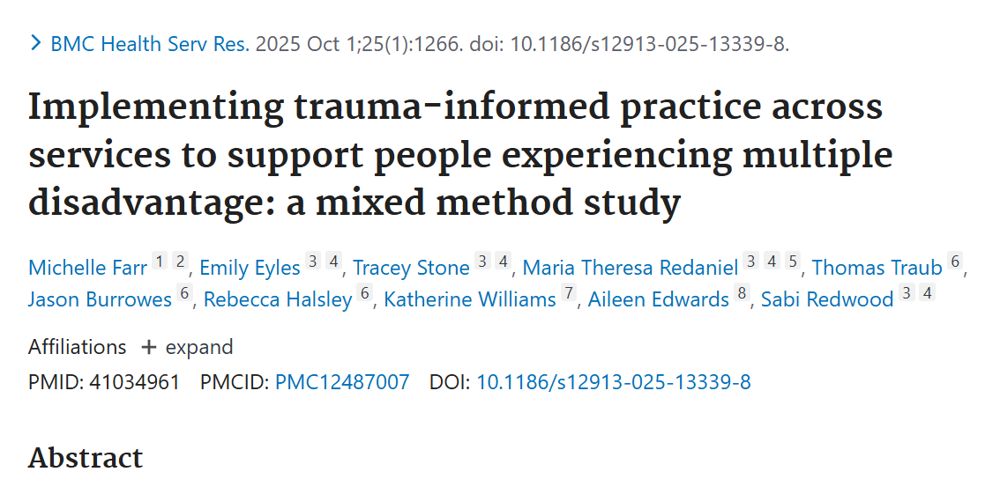 BMC Health Serv Res. 2025 Oct 1;25(1):1266. doi: 10.1186/s12913-025-13339-8.
Implementing trauma-informed practice across
services to support people experiencing multiple
disadvantage: a mixed method study
Michelle Farr 1 2, Emily Eyles 3 4, Tracey Stone 3 4, Maria Theresa Redaniel 3 4 5, Thomas Traub 6,
Jason Burrowes 6, Rebecca Halsley 6, Katherine Williams 7, Aileen Edwards 8, Sabi Redwood 3 4
Affiliations + expand
PMID: 41034961 PMCID: PMC12487007 DOI: 10.1186/s12913-025-13339-8
Abstract